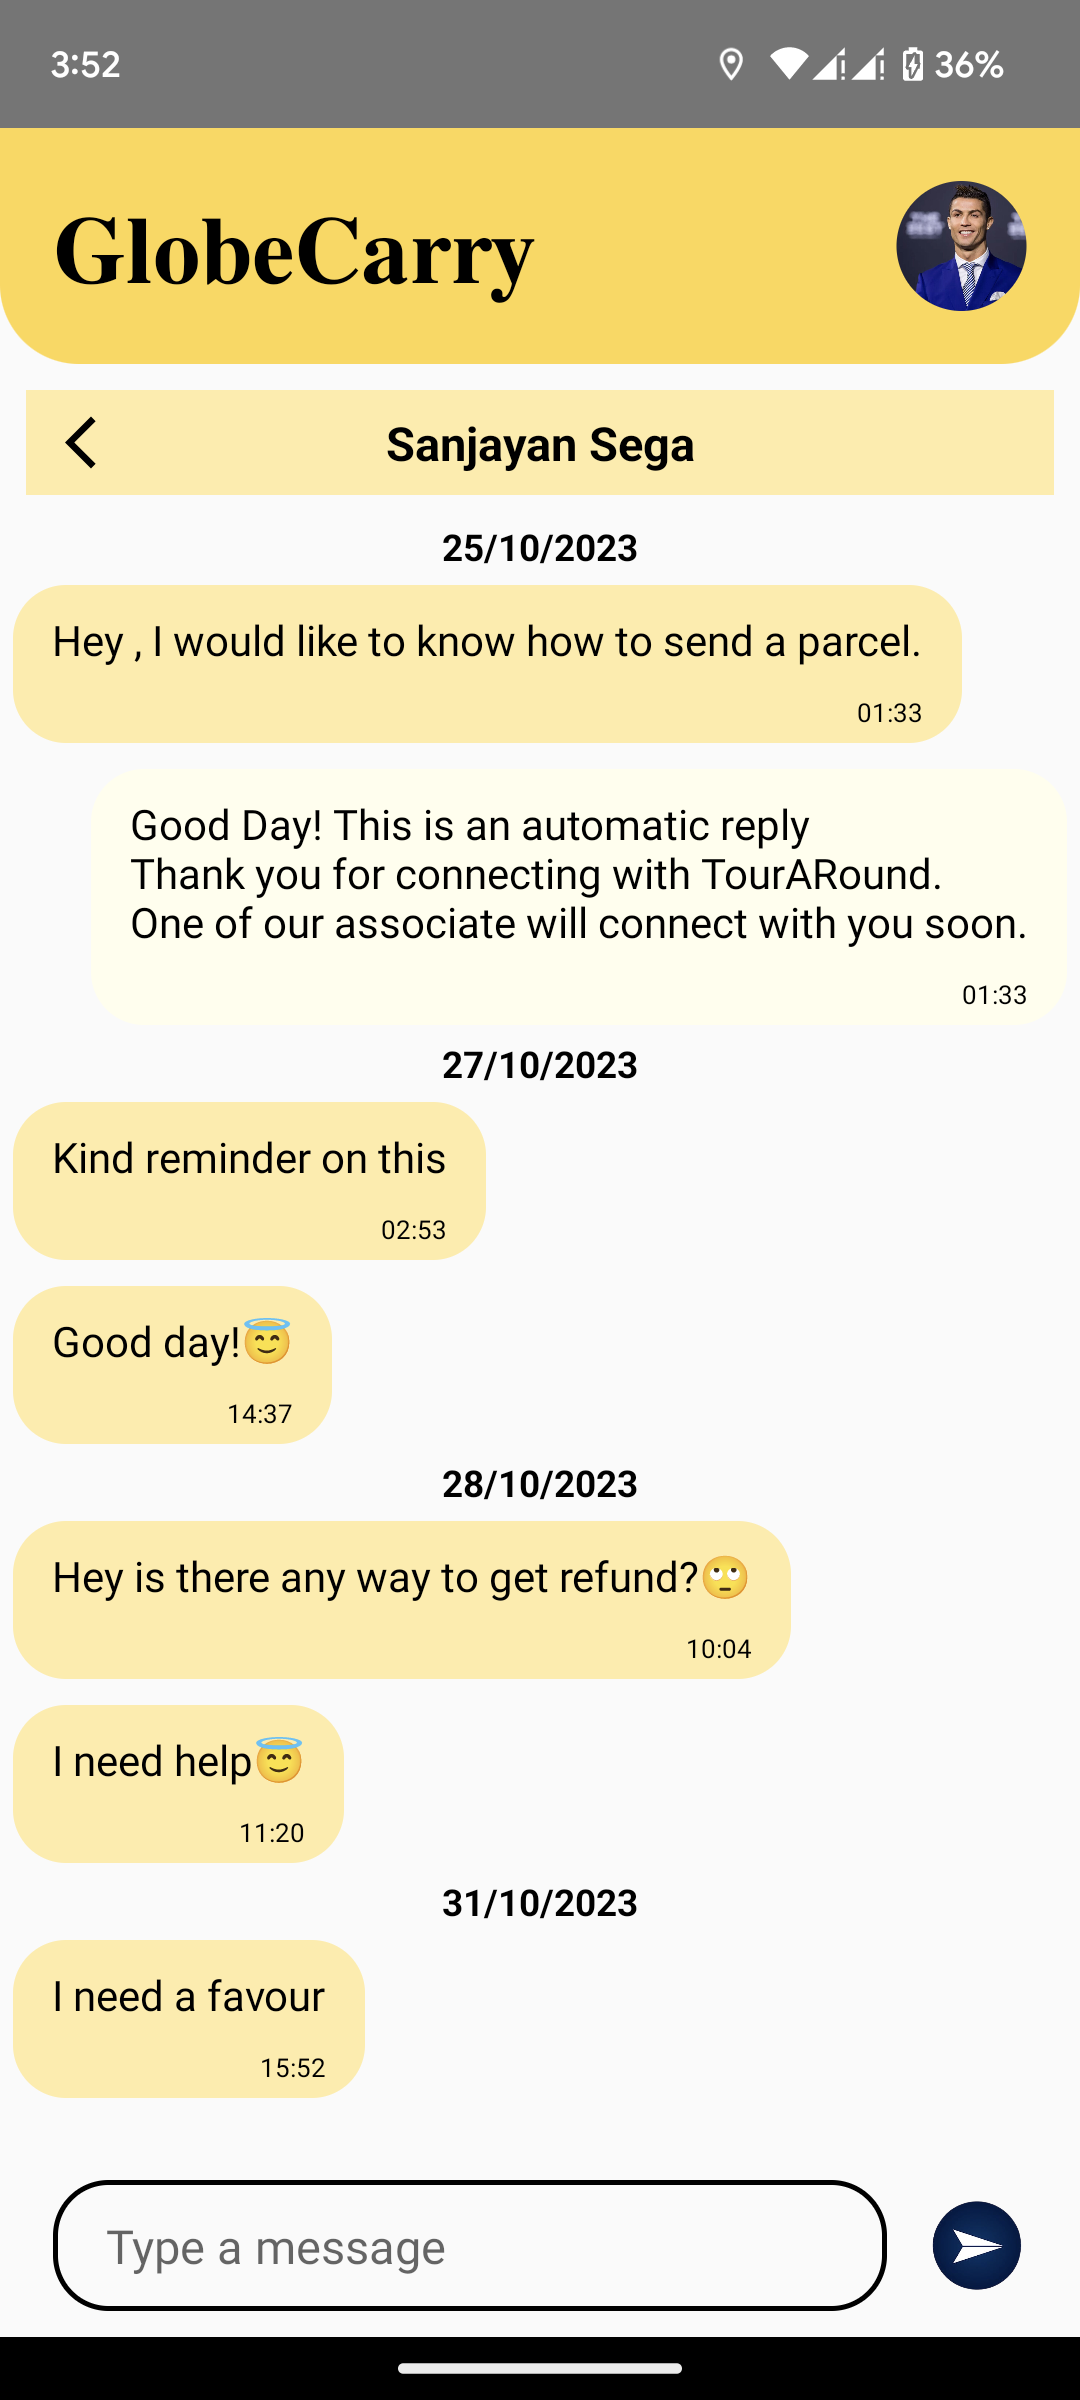 3:52
36%
GlobeCarry
Sanjayan Sega
25/10/2023
Hey , I would like to know how to send a parcel.
01:33
Good Day! This is an automatic reply
Thank you for connecting with TourARound.
One of our associate will connect with you soon.
01:33
27/10/2023
Kind reminder on this
02:53
Good day!😇
14:37
28/10/2023
Hey is there any way to get refund?🙄
10:04
I need help😇
11:20
31/10/2023
I need a favour
15:52
Type a message